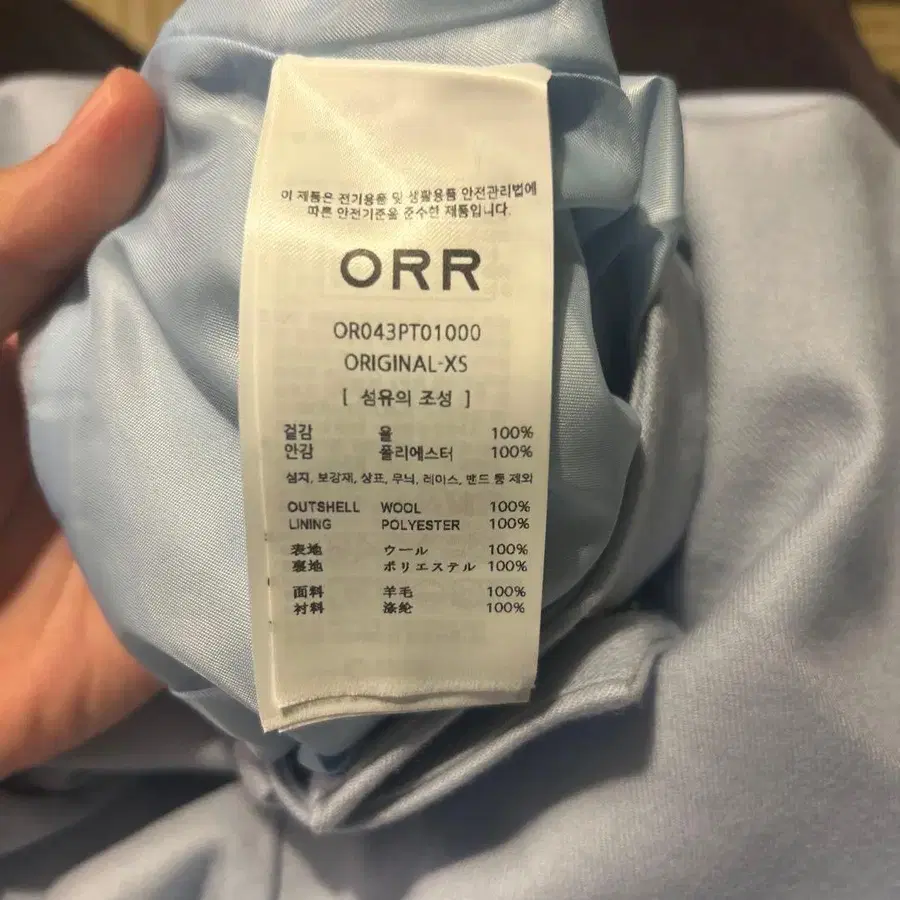 이 제품은 전기용품 및 생활용품 안전관리법에
따른 안전기준을 준수한 제품입니다.
ORR
OR043PT01000
ORIGINAL-XS
[ 섬유의 조성 ]
겉감 울 100%
안감 폴리에스터 100%
심지, 보강재, 상표, 무늬, 레이스, 밴드 등 제외
OUTSHELL WOOL 100%
LINING POLYESTER 100%
表地 ウール 100%
裏地 ポリエステル 100%
面料 羊毛 100%
衬料 涤纶 100%